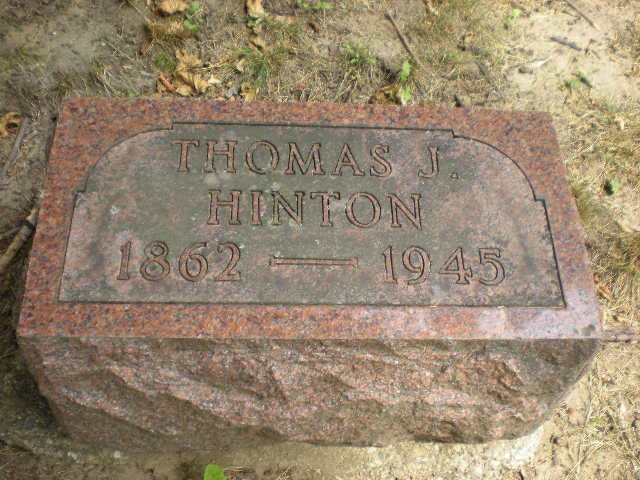 THOMAS J.
HINTON
1862 — 1945